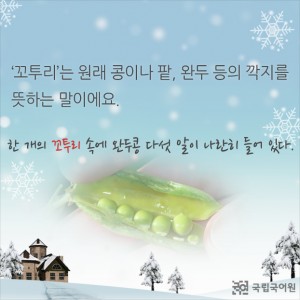 ‘꼬투리’는 원래 콩이나 팥, 완두 등의 깍지를
뜻하는 말이에요.
한 개의 꼬투리 속에 완두콩 다섯 알이 나란히 들어 있다.
국립국어원